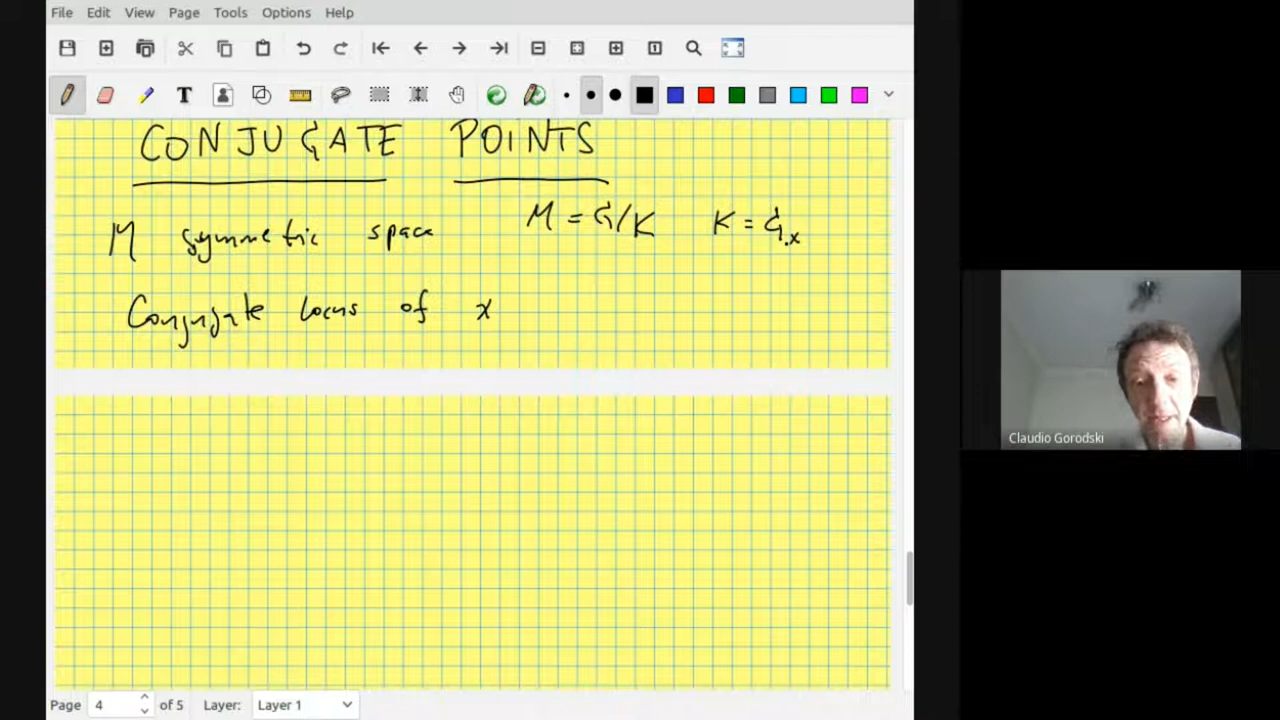 File Edit View Page Tools Options Help
CONJUGATE POINTS
M symmetric space M = G/K K = G.x
Conjugate locus of x
Claudio Gorodski
Page 4 of 5 Layer: Layer 1